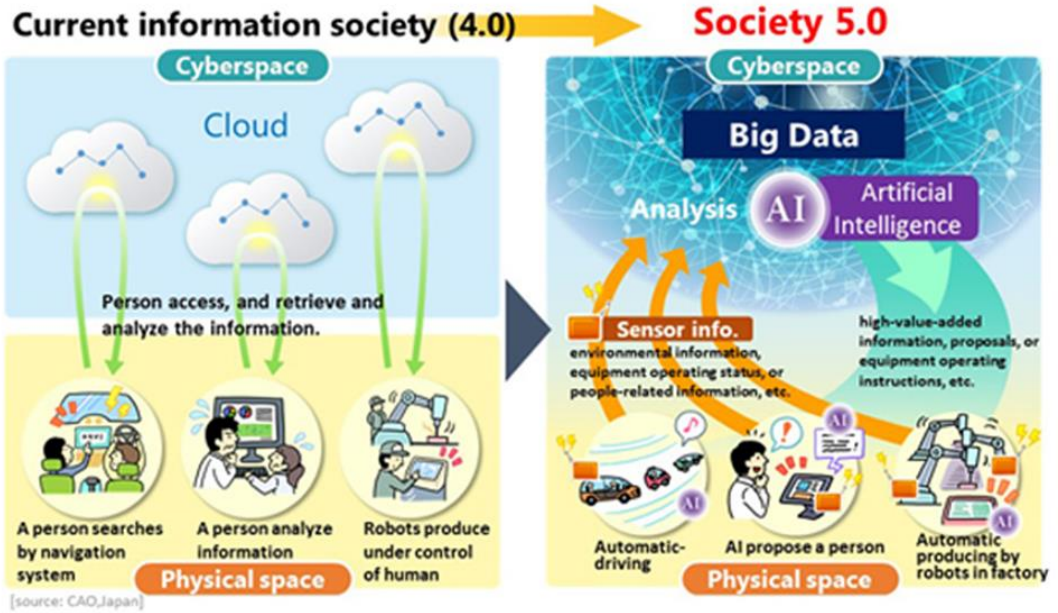 Current information society (4.0)
Society 5.0
Cyberspace
Cloud
Person access, and retrieve and
analyze the information.
A person searches
by navigation
system
A person analyze
information
Robots produce
under control
of human
Physical space
[source: CAO,Japan]
Cyberspace
Big Data
Analysis
AI
Artificial
Intelligence
Sensor info.
environmental information,
equipment operating status, or
people-related information, etc.
high-value-added
information, proposals, or
equipment operating
instructions, etc.
AI
AI
AI
Automatic-
driving
AI propose a person
Automatic
producing by
robots in factory
Physical space